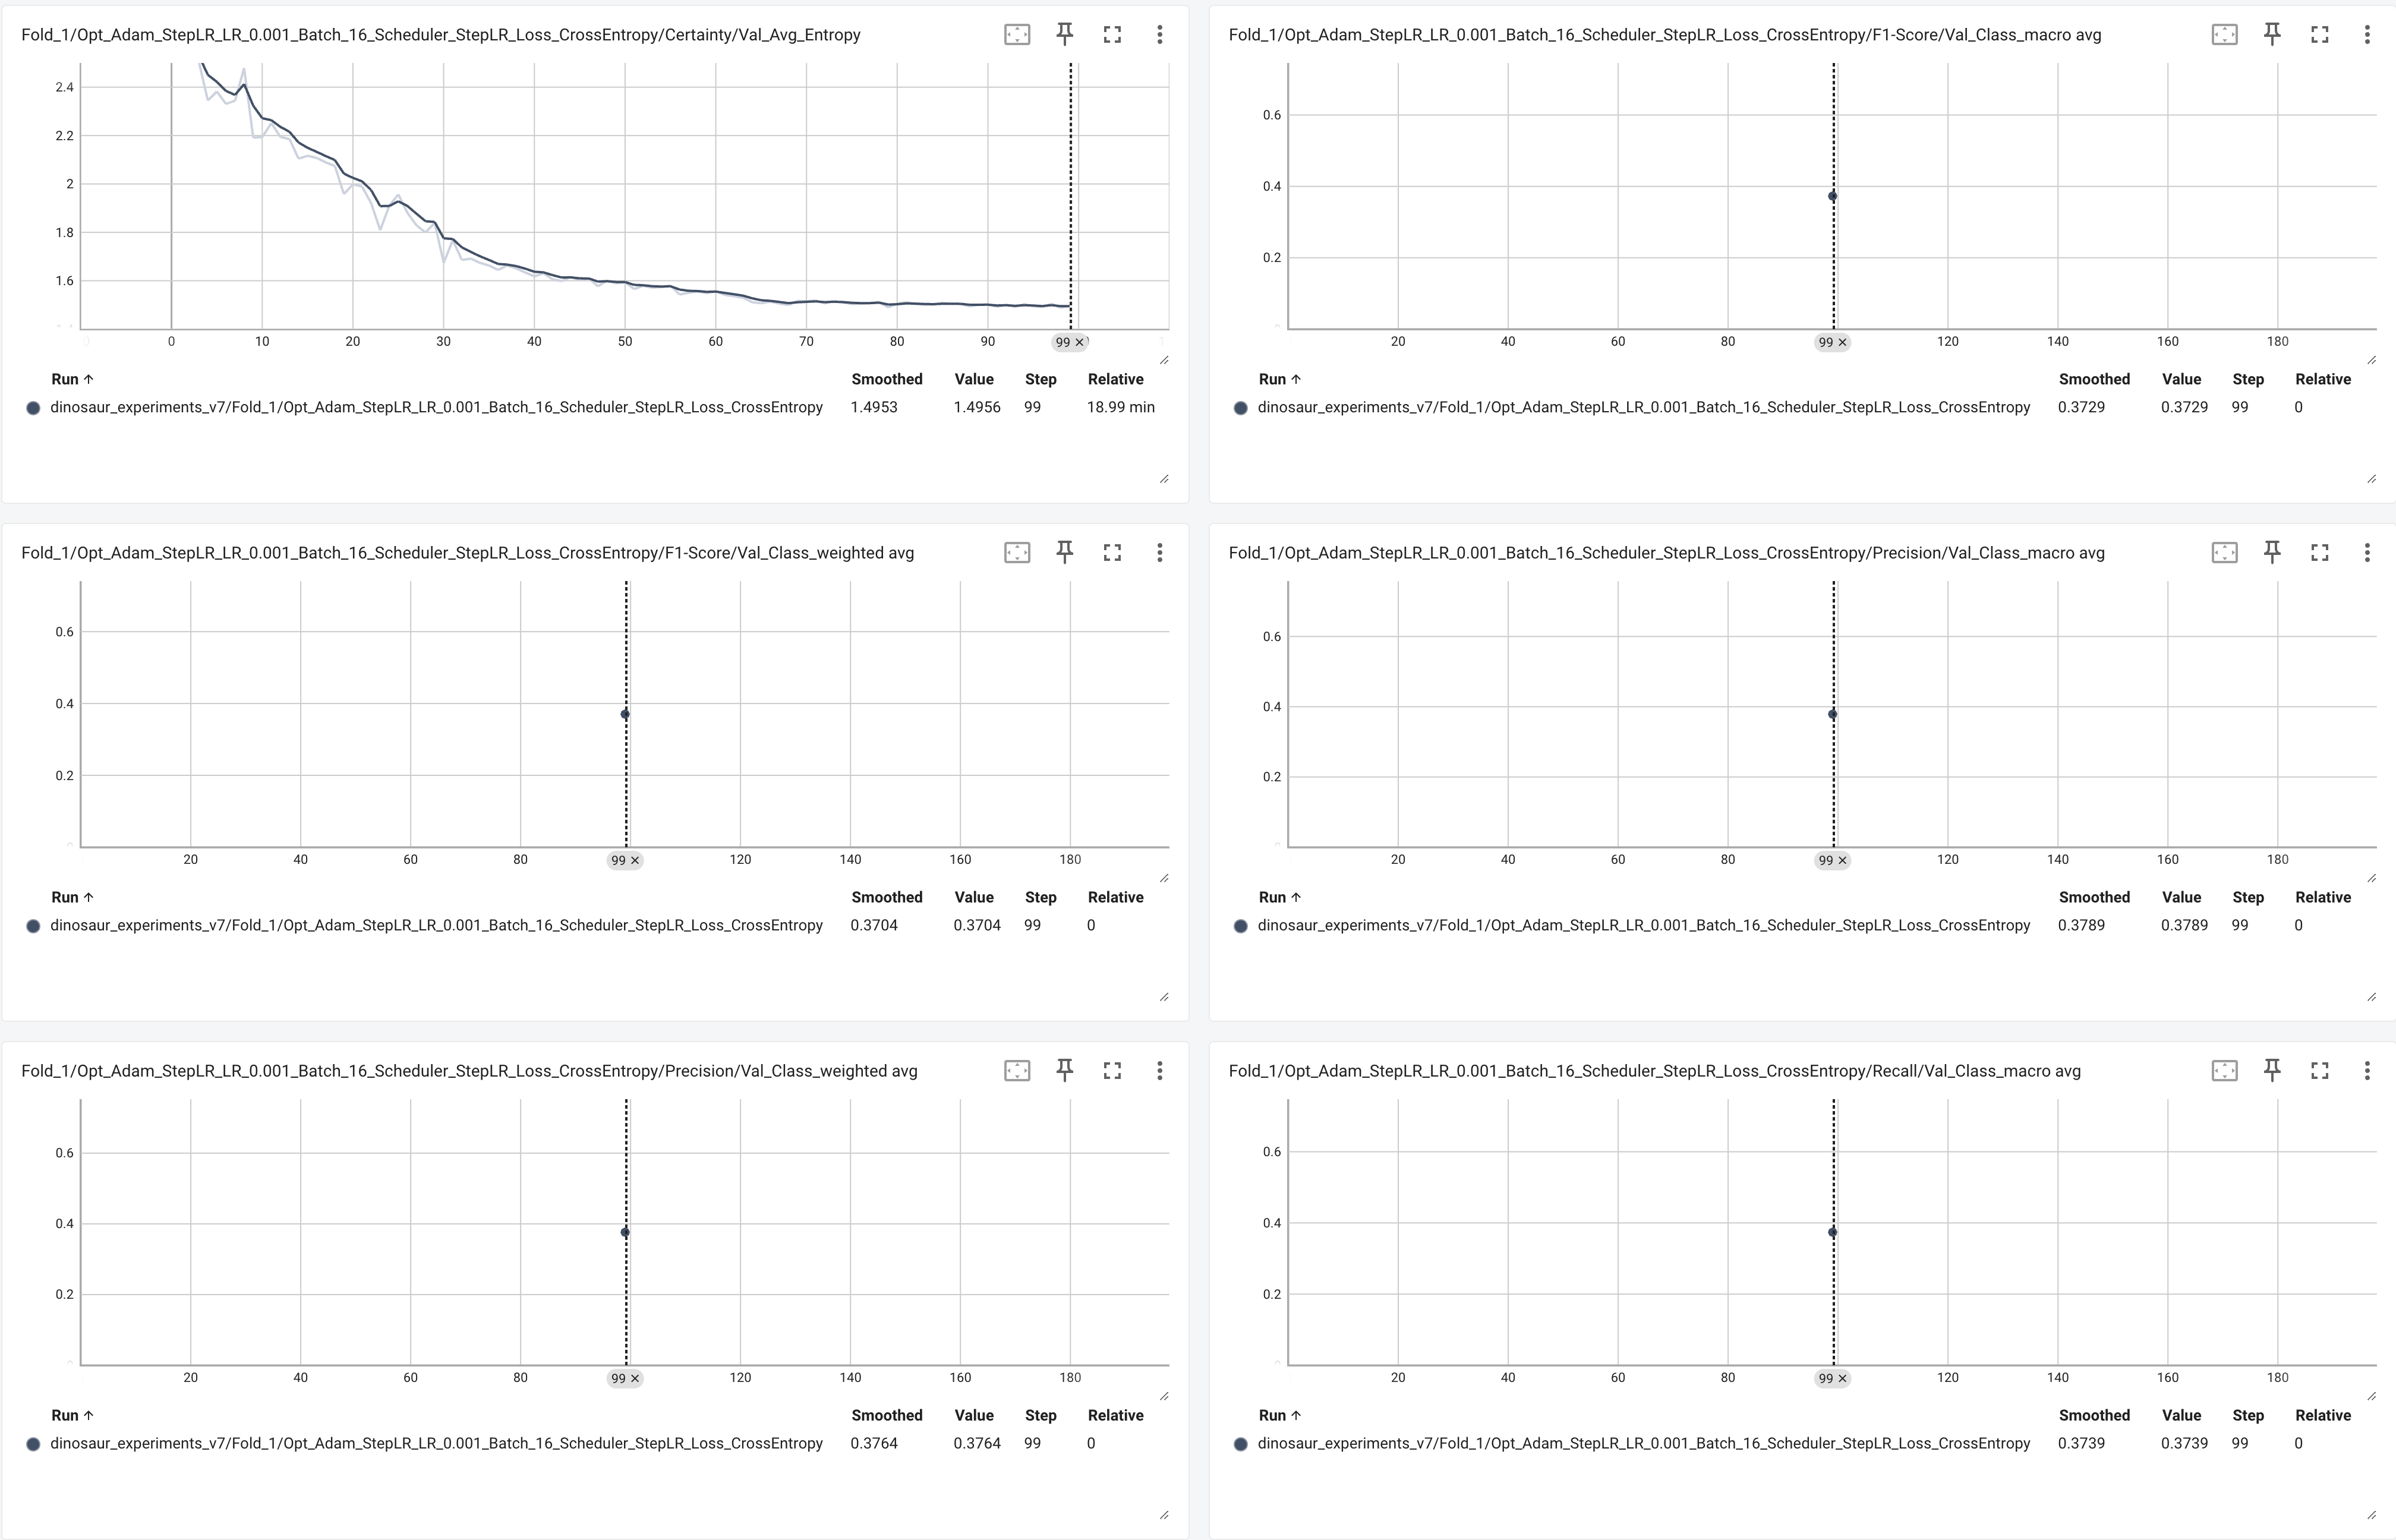 Fold_1/Opt_Adam_StepLR_LR_0.001_Batch_16_Scheduler_StepLR_Loss_CrossEntropy/Certainty/Val_Avg_Entropy
2.4
2.2
2
1.8
1.6
0 10 20 30 40 50 60 70 80 90 99 ×
Run ↑ Smoothed Value Step Relative
dinosaur_experiments_v7/Fold_1/Opt_Adam_StepLR_LR_0.001_Batch_16_Scheduler_StepLR_Loss_CrossEntropy 1.4953 1.4956 99 18.99 min
Fold_1/Opt_Adam_StepLR_LR_0.001_Batch_16_Scheduler_StepLR_Loss_CrossEntropy/F1-Score/Val_Class_macro avg
0.6
0.4
0.2
20 40 60 80 99 × 120 140 160 180
Run ↑ Smoothed Value Step Relative
dinosaur_experiments_v7/Fold_1/Opt_Adam_StepLR_LR_0.001_Batch_16_Scheduler_StepLR_Loss_CrossEntropy 0.3729 0.3729 99 0
Fold_1/Opt_Adam_StepLR_LR_0.001_Batch_16_Scheduler_StepLR_Loss_CrossEntropy/F1-Score/Val_Class_weighted avg
0.6
0.4
0.2
20 40 60 80 99 × 120 140 160 180
Run ↑ Smoothed Value Step Relative
dinosaur_experiments_v7/Fold_1/Opt_Adam_StepLR_LR_0.001_Batch_16_Scheduler_StepLR_Loss_CrossEntropy 0.3704 0.3704 99 0
Fold_1/Opt_Adam_StepLR_LR_0.001_Batch_16_Scheduler_StepLR_Loss_CrossEntropy/Precision/Val_Class_macro avg
0.6
0.4
0.2
20 40 60 80 99 × 120 140 160 180
Run ↑ Smoothed Value Step Relative
dinosaur_experiments_v7/Fold_1/Opt_Adam_StepLR_LR_0.001_Batch_16_Scheduler_StepLR_Loss_CrossEntropy 0.3789 0.3789 99 0
Fold_1/Opt_Adam_StepLR_LR_0.001_Batch_16_Scheduler_StepLR_Loss_CrossEntropy/Precision/Val_Class_weighted avg
0.6
0.4
0.2
20 40 60 80 99 × 120 140 160 180
Run ↑ Smoothed Value Step Relative
dinosaur_experiments_v7/Fold_1/Opt_Adam_StepLR_LR_0.001_Batch_16_Scheduler_StepLR_Loss_CrossEntropy 0.3764 0.3764 99 0
Fold_1/Opt_Adam_StepLR_LR_0.001_Batch_16_Scheduler_StepLR_Loss_CrossEntropy/Recall/Val_Class_macro avg
0.6
0.4
0.2
20 40 60 80 99 × 120 140 160 180
Run ↑ Smoothed Value Step Relative
dinosaur_experiments_v7/Fold_1/Opt_Adam_StepLR_LR_0.001_Batch_16_Scheduler_StepLR_Loss_CrossEntropy 0.3739 0.3739 99 0